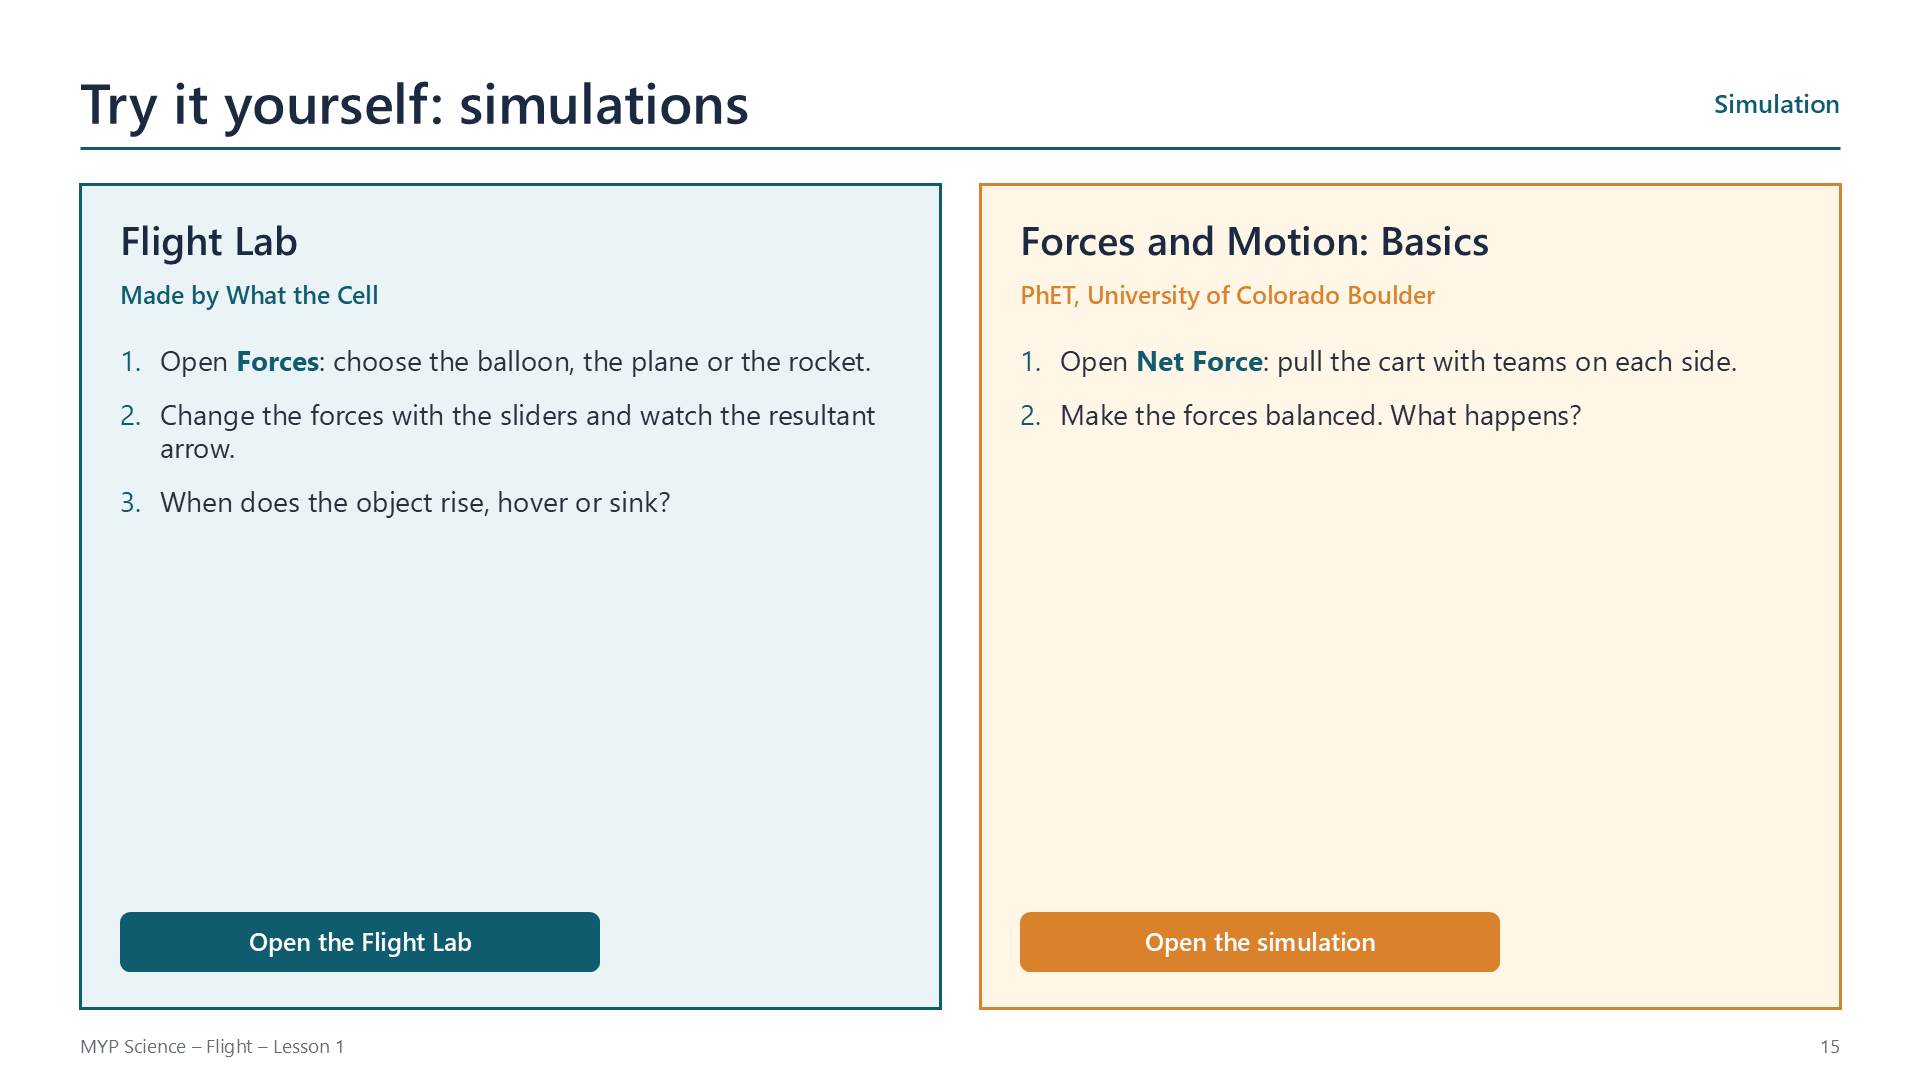 Try it yourself: simulations
Simulation
Flight Lab
Made by What the Cell
1. Open Forces: choose the balloon, the plane or the rocket.
2. Change the forces with the sliders and watch the resultant
arrow.
3. When does the object rise, hover or sink?
Open the Flight Lab
Forces and Motion: Basics
PhET, University of Colorado Boulder
1. Open Net Force: pull the cart with teams on each side.
2. Make the forces balanced. What happens?
Open the simulation
MYP Science – Flight – Lesson 1
15